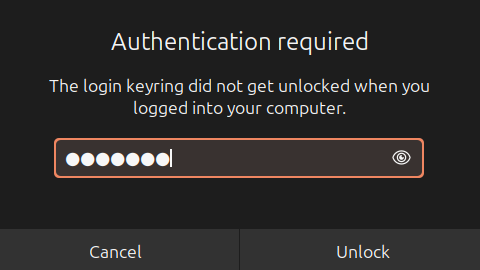 Authentication required
The login keyring did not get unlocked when you
logged into your computer.
Cancel
Unlock